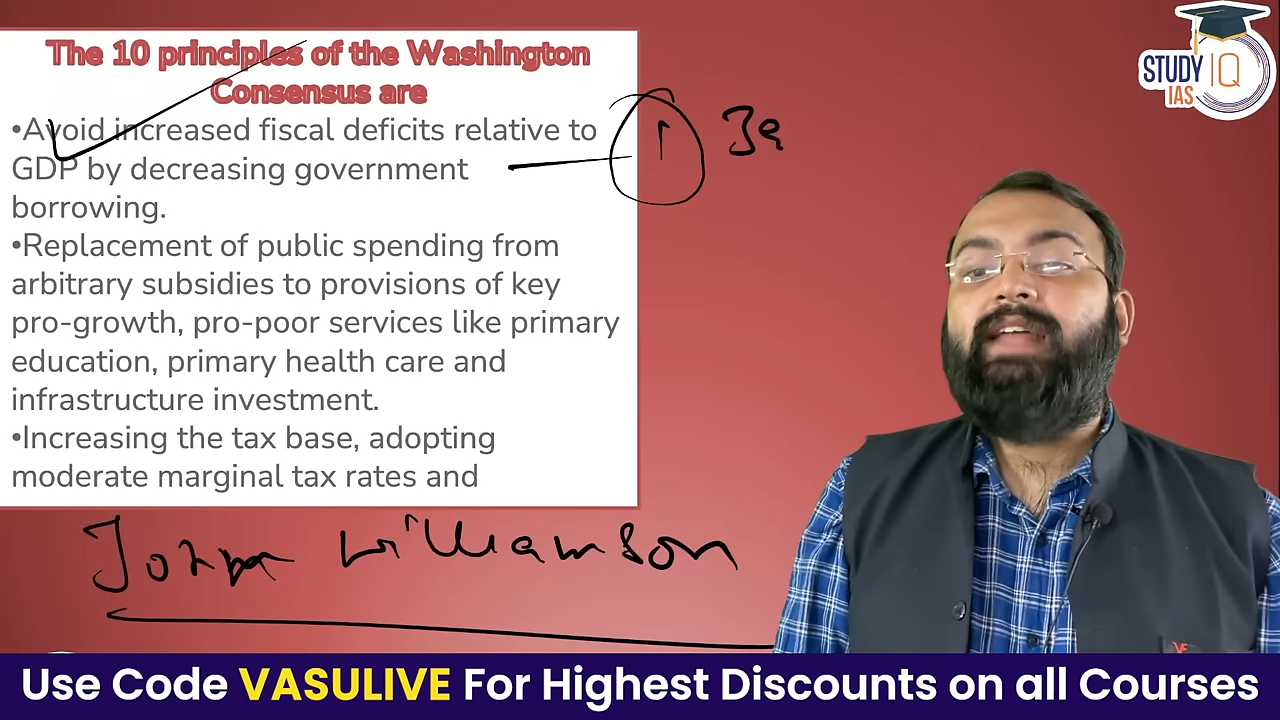 The 10 principles of the Washington
Consensus are
•Avoid increased fiscal deficits relative to
GDP by decreasing government
borrowing.
•Replacement of public spending from
arbitrary subsidies to provisions of key
pro-growth, pro-poor services like primary
education, primary health care and
infrastructure investment.
•Increasing the tax base, adopting
moderate marginal tax rates and
John Williamson
STUDY IQ
IAS
Use Code VASULIVE For Highest Discounts on all Courses